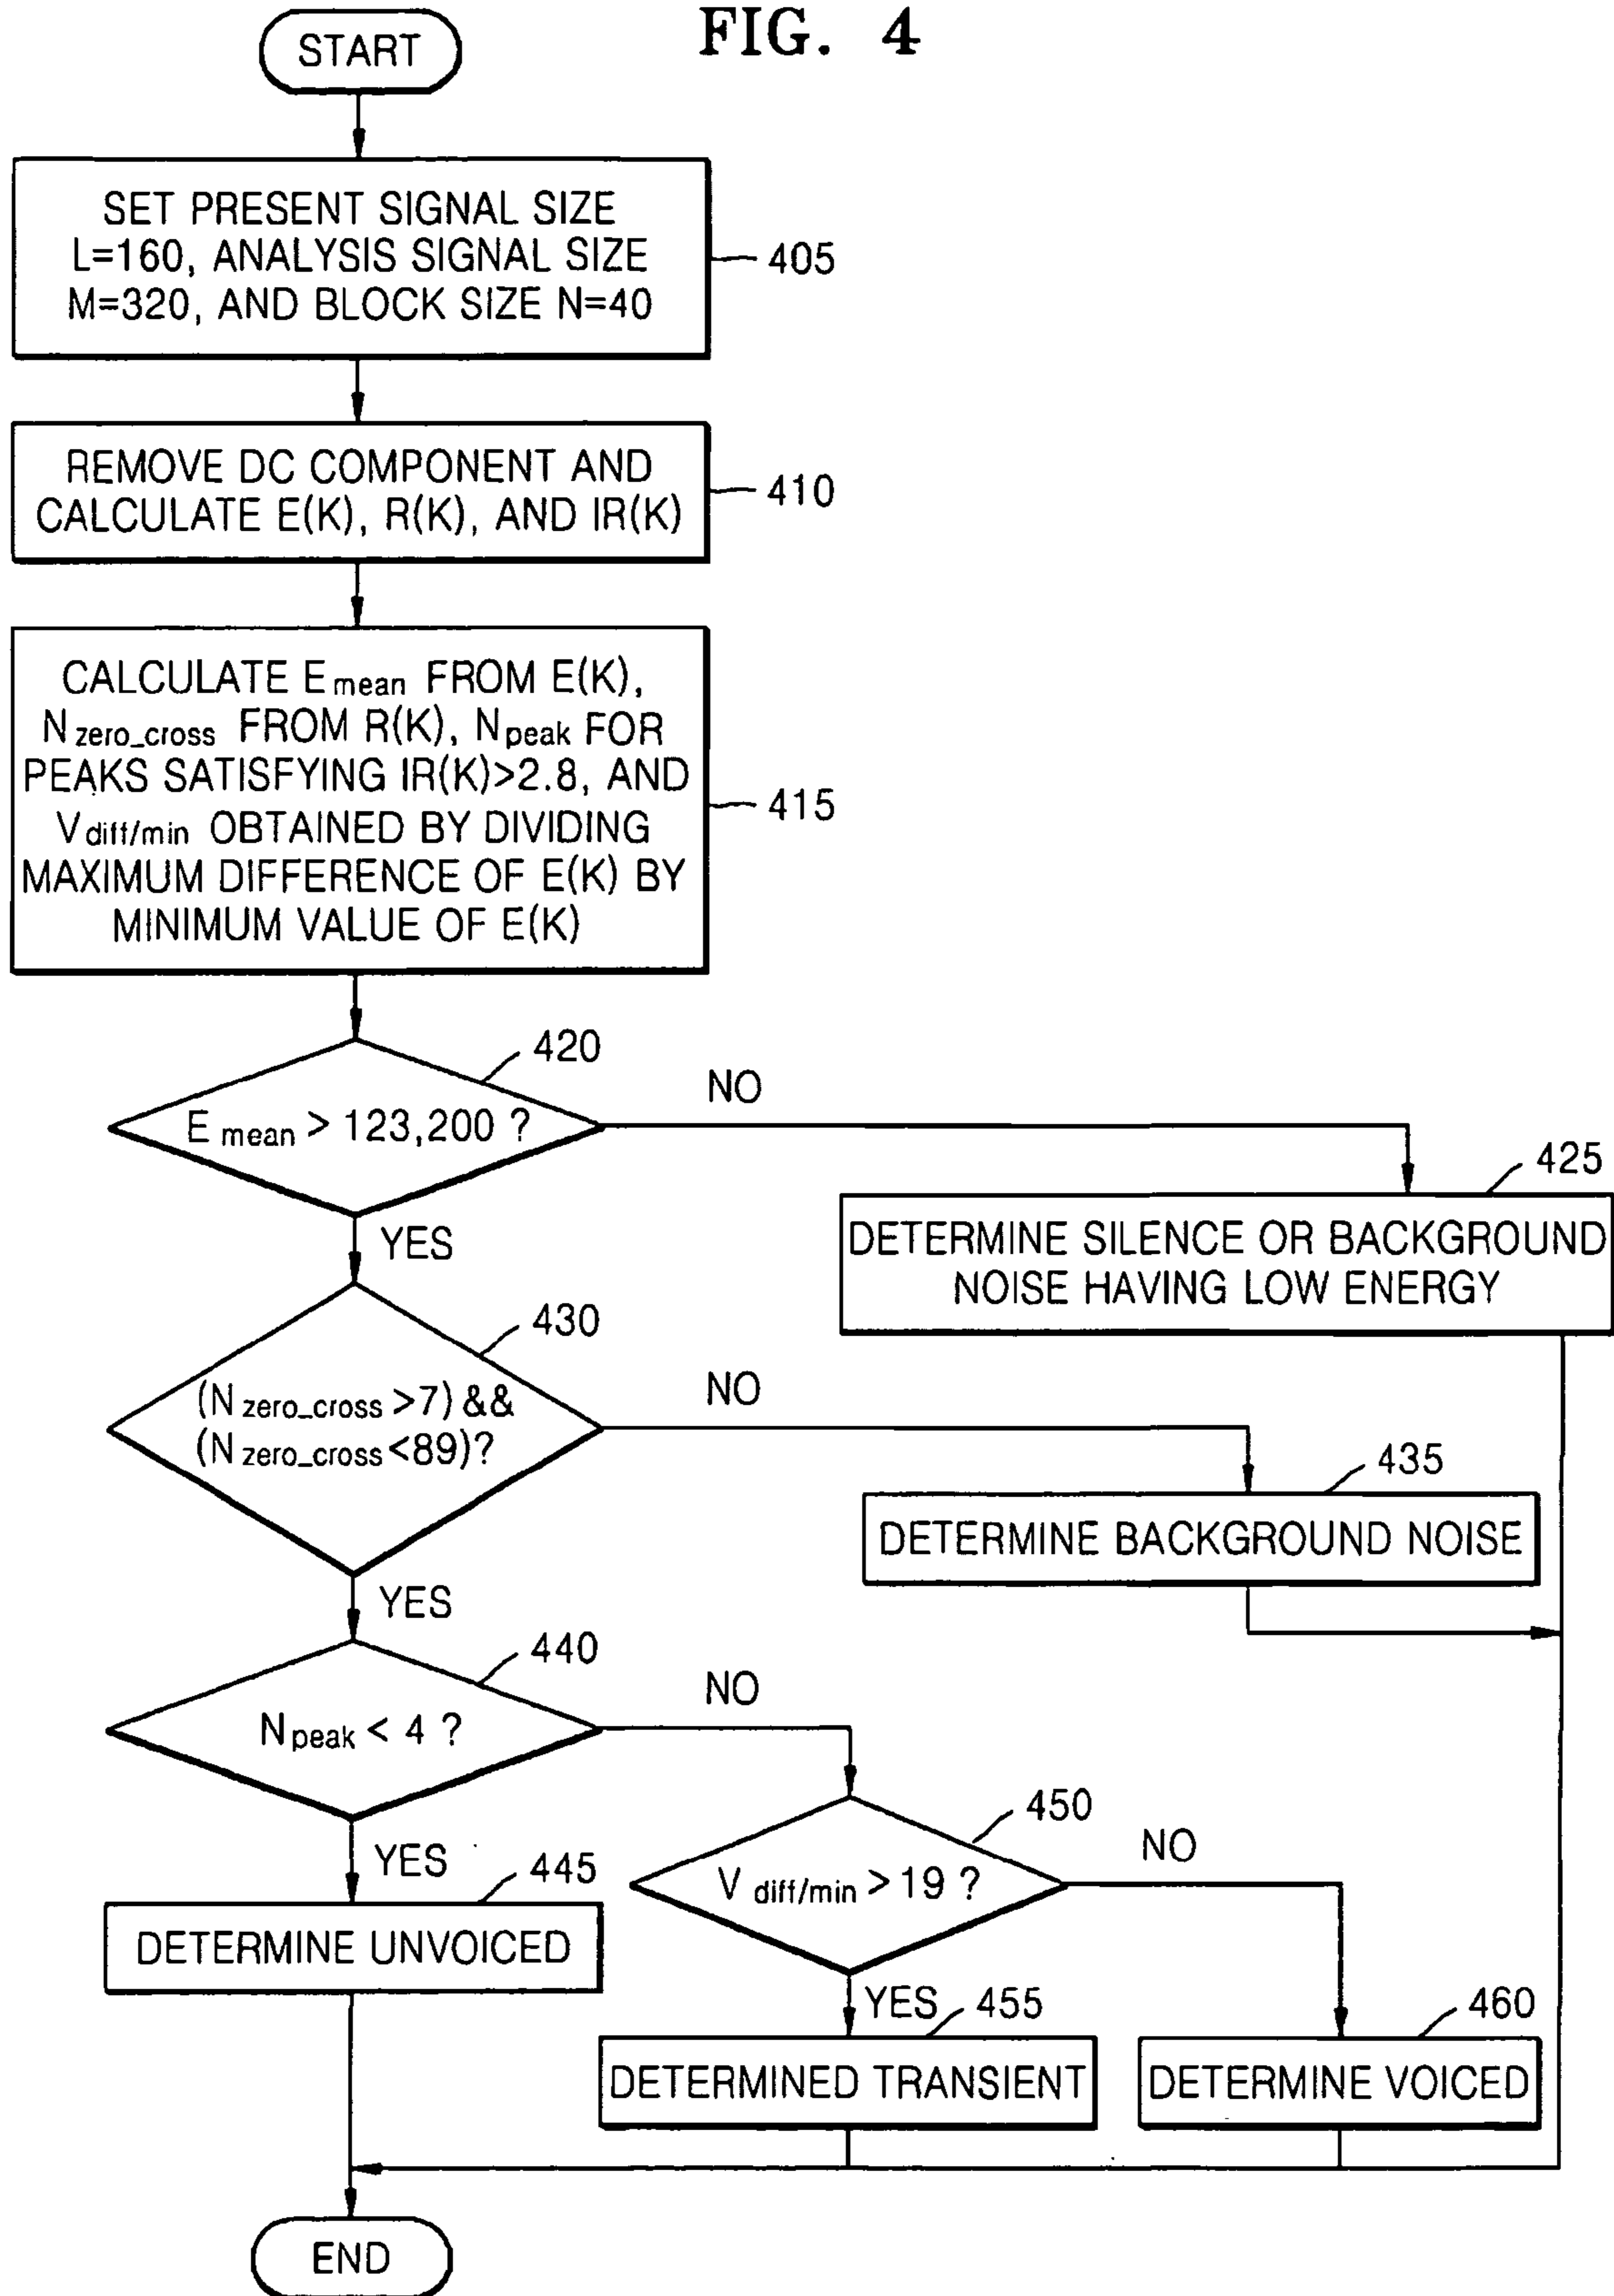 FIG. 4
START
SET PRESENT SIGNAL SIZE
L=160, ANALYSIS SIGNAL SIZE
M=320, AND BLOCK SIZE N=40
405
REMOVE DC COMPONENT AND
CALCULATE E(K), R(K), AND IR(K)
410
CALCULATE Emean FROM E(K),
Nzero_cross FROM R(K), Npeak FOR
PEAKS SATISFYING IR(K)>2.8, AND
Vdiff/min OBTAINED BY DIVIDING
MAXIMUM DIFFERENCE OF E(K) BY
MINIMUM VALUE OF E(K)
415
420
Emean > 123,200 ?
NO
YES
425
DETERMINE SILENCE OR BACKGROUND
NOISE HAVING LOW ENERGY
430
(Nzero_cross >7) &&
(Nzero_cross <89)?
NO
YES
435
DETERMINE BACKGROUND NOISE
440
Npeak < 4 ?
NO
YES
445
DETERMINE UNVOICED
450
Vdiff/min > 19 ?
NO
YES
455
DETERMINED TRANSIENT
460
DETERMINE VOICED
END